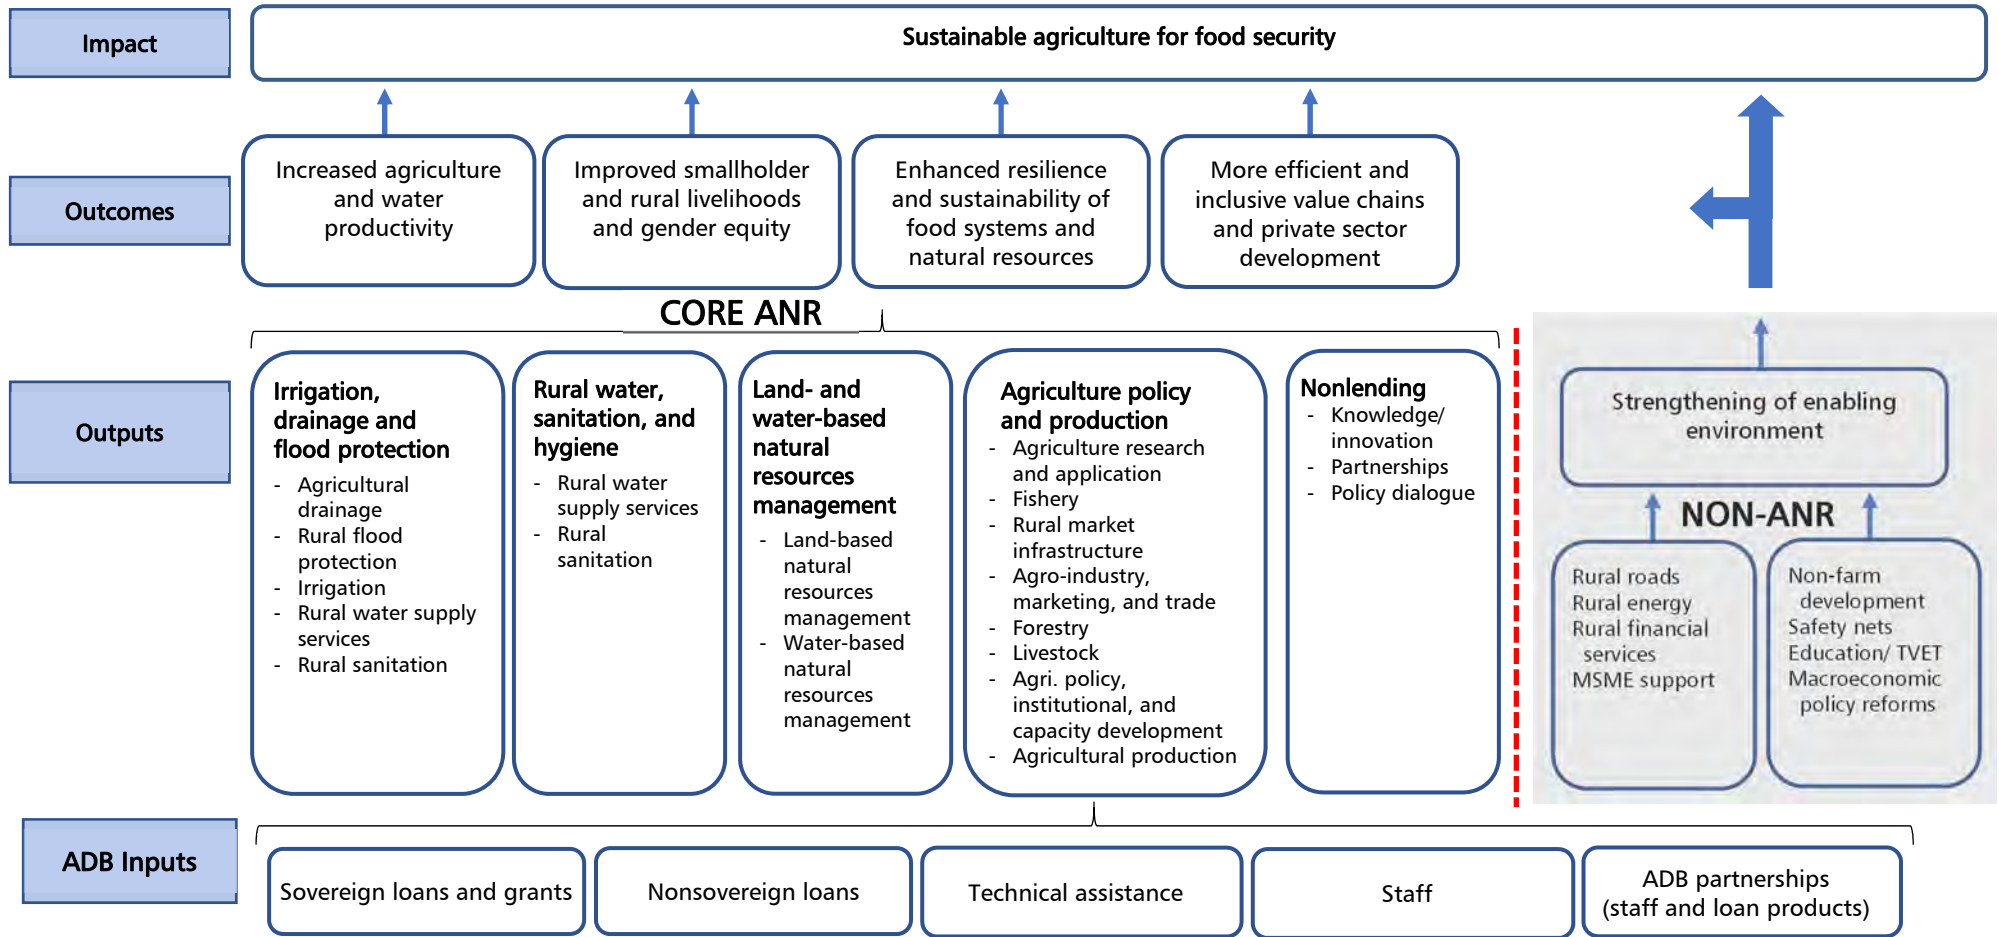 Impact
Sustainable agriculture for food security
Outcomes
Increased agriculture
and water
productivity
Improved smallholder
and rural livelihoods
and gender equity
Enhanced resilience
and sustainability of
food systems and
natural resources
More efficient and
inclusive value chains
and private sector
development
CORE ANR
Outputs
Irrigation,
drainage and
flood protection
- Agricultural
drainage
- Rural flood
protection
- Irrigation
- Rural water supply
services
- Rural sanitation
Rural water,
sanitation, and
hygiene
- Rural water
supply services
- Rural
sanitation
Land- and
water-based
natural
resources
management
- Land-based
natural
resources
management
- Water-based
natural
resources
management
Agriculture policy
and production
- Agriculture research
and application
- Fishery
- Rural market
infrastructure
- Agro-industry,
marketing, and trade
- Forestry
- Livestock
- Agri. policy,
institutional, and
capacity development
- Agricultural production
Nonlending
- Knowledge/
innovation
- Partnerships
- Policy dialogue
Strengthening of enabling
environment
NON-ANR
Rural roads
Rural energy
Rural financial
services
MSME support
Non-farm
development
Safety nets
Education/ TVET
Macroeconomic
policy reforms
ADB Inputs
Sovereign loans and grants
Nonsovereign loans
Technical assistance
Staff
ADB partnerships
(staff and loan products)